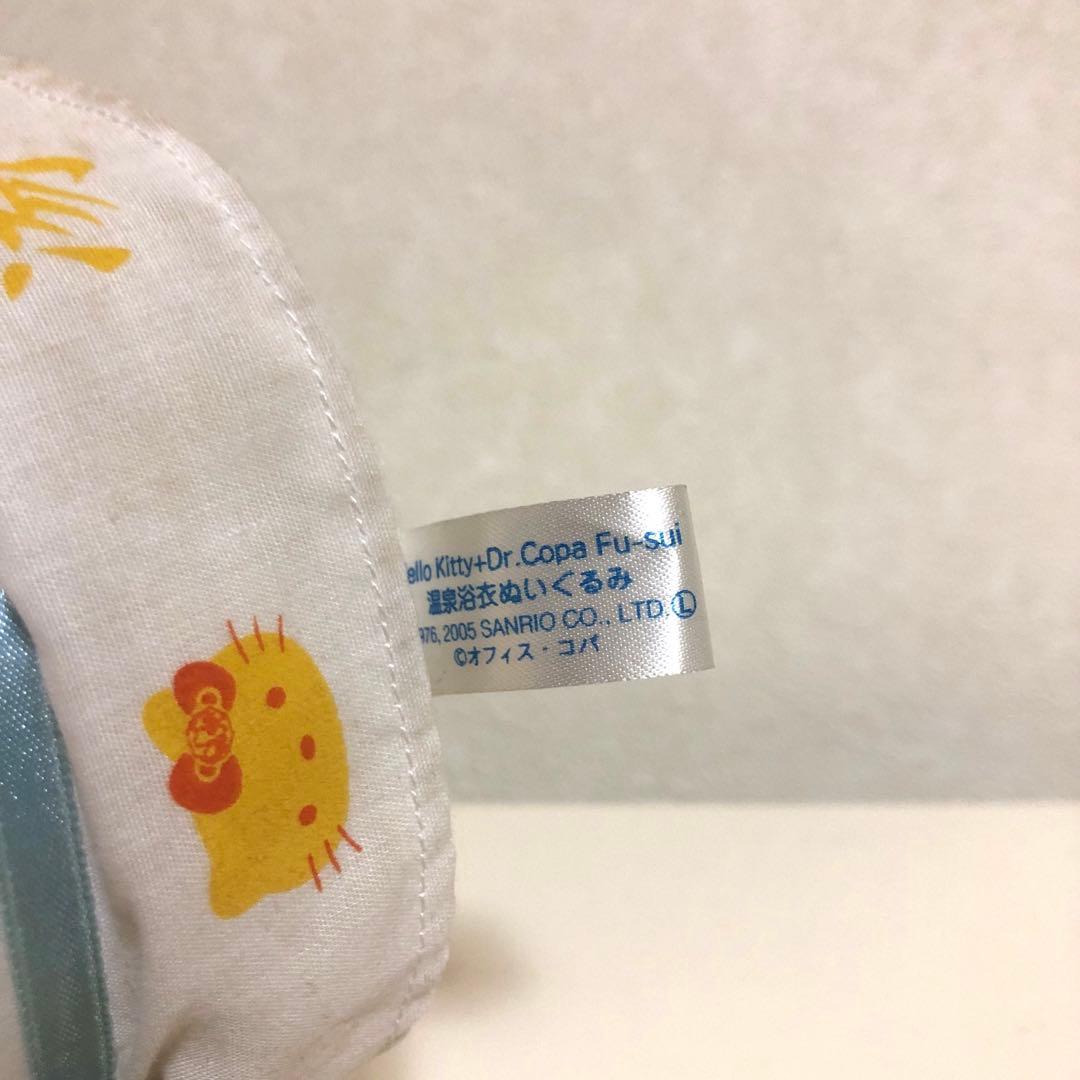 ello Kitty+Dr.Copa Fu-sui
温泉浴衣ぬいぐるみ
976, 2005 SANRIO CO., LTD. Ⓛ
©オフィス・コパ